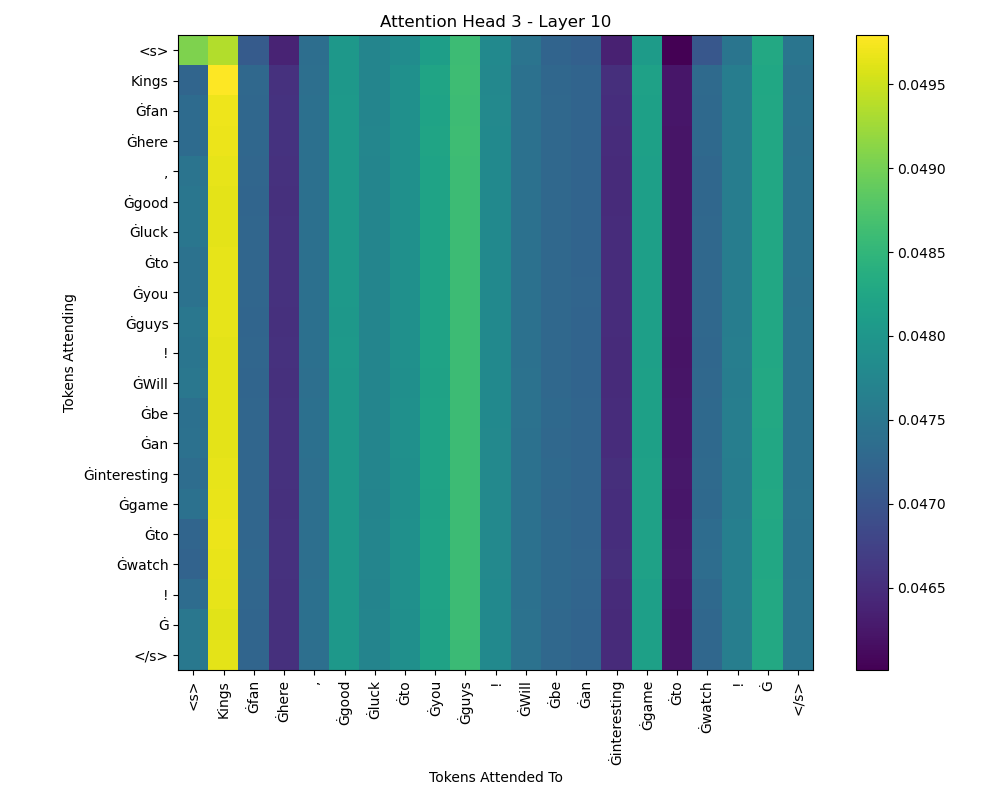 Attention Head 3 - Layer 10
<s>
Kings
Ġfan
Ġhere
,
Ġgood
Ġluck
Ġto
Ġyou
Ġguys
!
ĠWill
Ġbe
Ġan
Ġinteresting
Ġgame
Ġto
Ġwatch
!
Ġ
</s>
Tokens Attending
<s>
Kings
Ġfan
Ġhere
,
Ġgood
Ġluck
Ġto
Ġyou
Ġguys
!
ĠWill
Ġbe
Ġan
Ġinteresting
Ġgame
Ġto
Ġwatch
!
Ġ
</s>
Tokens Attended To
0.0495
0.0490
0.0485
0.0480
0.0475
0.0470
0.0465